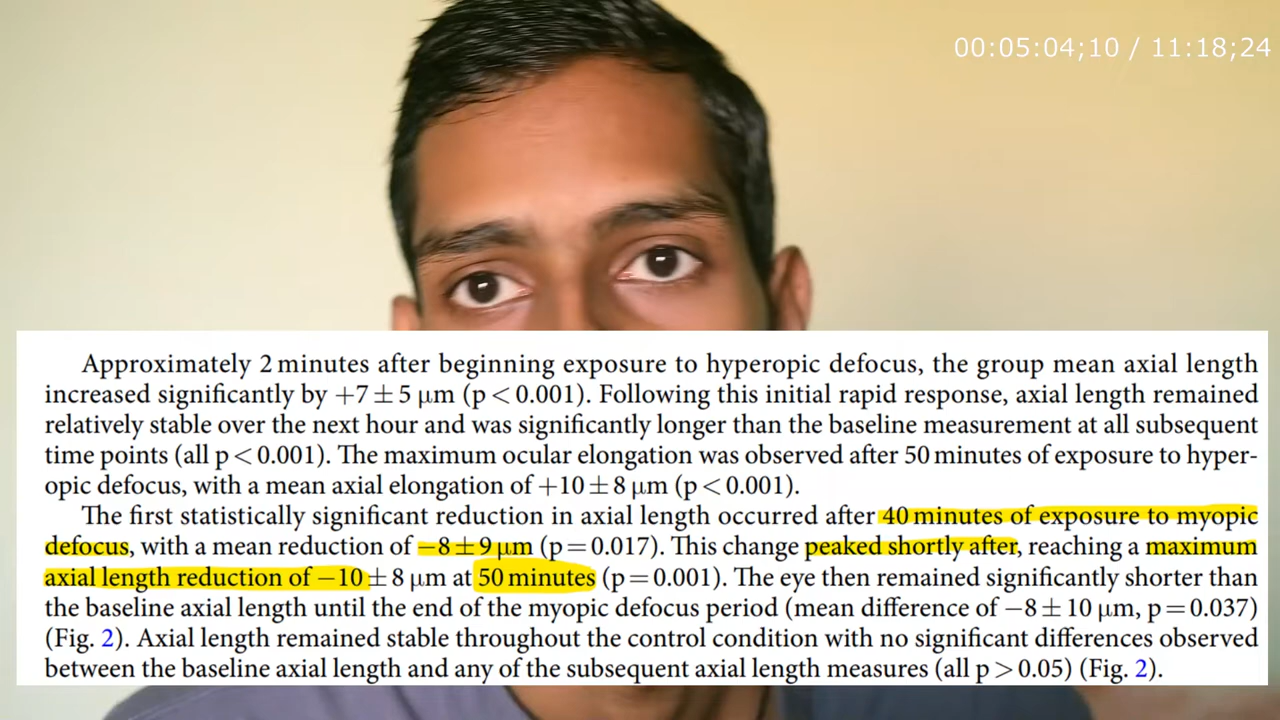 00:05:04;10 / 11:18;24
Approximately 2 minutes after beginning exposure to hyperopic defocus, the group mean axial length
increased significantly by +7 ± 5 μm (p < 0.001). Following this initial rapid response, axial length remained
relatively stable over the next hour and was significantly longer than the baseline measurement at all subsequent
time points (all p < 0.001). The maximum ocular elongation was observed after 50 minutes of exposure to hyper-
opic defocus, with a mean axial elongation of +10 ± 8 μm (p < 0.001).
The first statistically significant reduction in axial length occurred after 40 minutes of exposure to myopic
defocus, with a mean reduction of −8 ± 9 μm (p = 0.017). This change peaked shortly after, reaching a maximum
axial length reduction of −10 ± 8 μm at 50 minutes (p = 0.001). The eye then remained significantly shorter than
the baseline axial length until the end of the myopic defocus period (mean difference of −8 ± 10 μm, p = 0.037)
(Fig. 2). Axial length remained stable throughout the control condition with no significant differences observed
between the baseline axial length and any of the subsequent axial length measures (all p > 0.05) (Fig. 2).